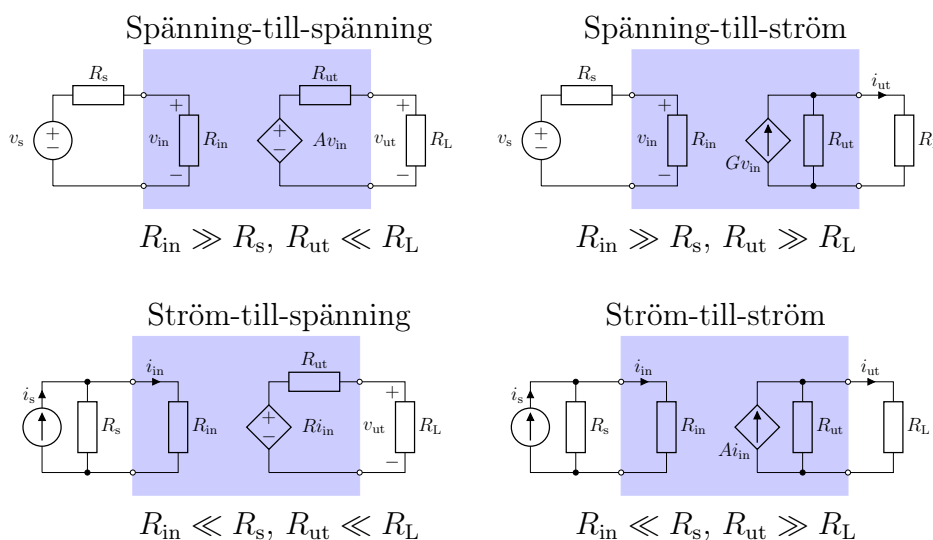 Spänning-till-spänning
R_s
R_ut
v_s
+
−
+
v_in
−
R_in
+
−
Av_in
+
v_ut
−
R_L
R_in ≫ R_s, R_ut ≪ R_L
Spänning-till-ström
R_s
i_ut
v_s
+
−
+
v_in
−
R_in
Gv_in
R_ut
R
R_in ≫ R_s, R_ut ≫ R_L
Ström-till-spänning
i_in
R_ut
i_s
R_s
R_in
+
−
Ri_in
+
v_ut
−
R_L
R_in ≪ R_s, R_ut ≪ R_L
Ström-till-ström
i_in
i_ut
i_s
R_s
R_in
Ai_in
R_ut
R_L
R_in ≪ R_s, R_ut ≫ R_L